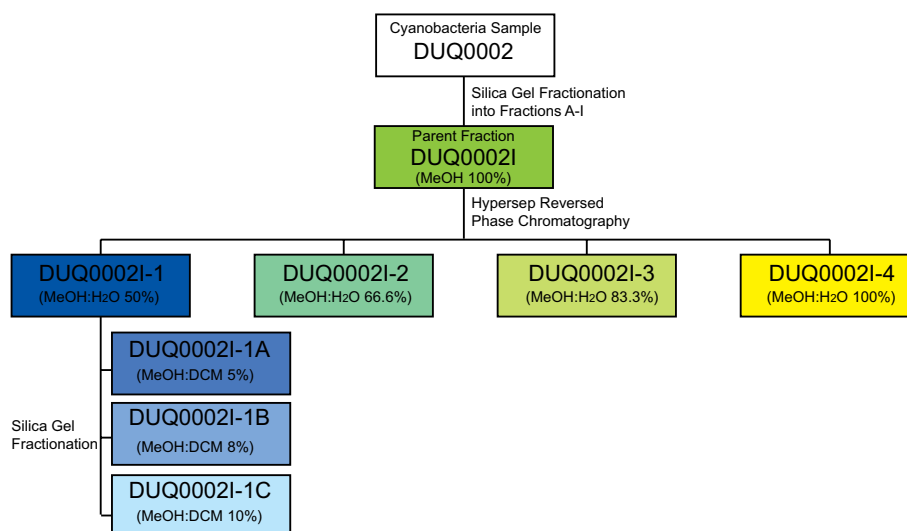 Cyanobacteria Sample
DUQ0002
Silica Gel Fractionation
into Fractions A-I
Parent Fraction
DUQ0002I
(MeOH 100%)
Hypersep Reversed
Phase Chromatography
DUQ0002I-1
(MeOH:H₂O 50%)
DUQ0002I-2
(MeOH:H₂O 66.6%)
DUQ0002I-3
(MeOH:H₂O 83.3%)
DUQ0002I-4
(MeOH:H₂O 100%)
Silica Gel
Fractionation
DUQ0002I-1A
(MeOH:DCM 5%)
DUQ0002I-1B
(MeOH:DCM 8%)
DUQ0002I-1C
(MeOH:DCM 10%)